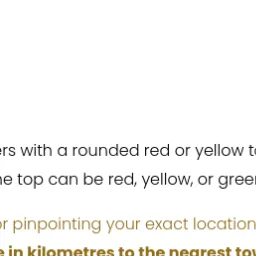 ers with a rounded red or yellow to
he top can be red, yellow, or green
or pinpointing your exact location
e in kilometres to the nearest tow